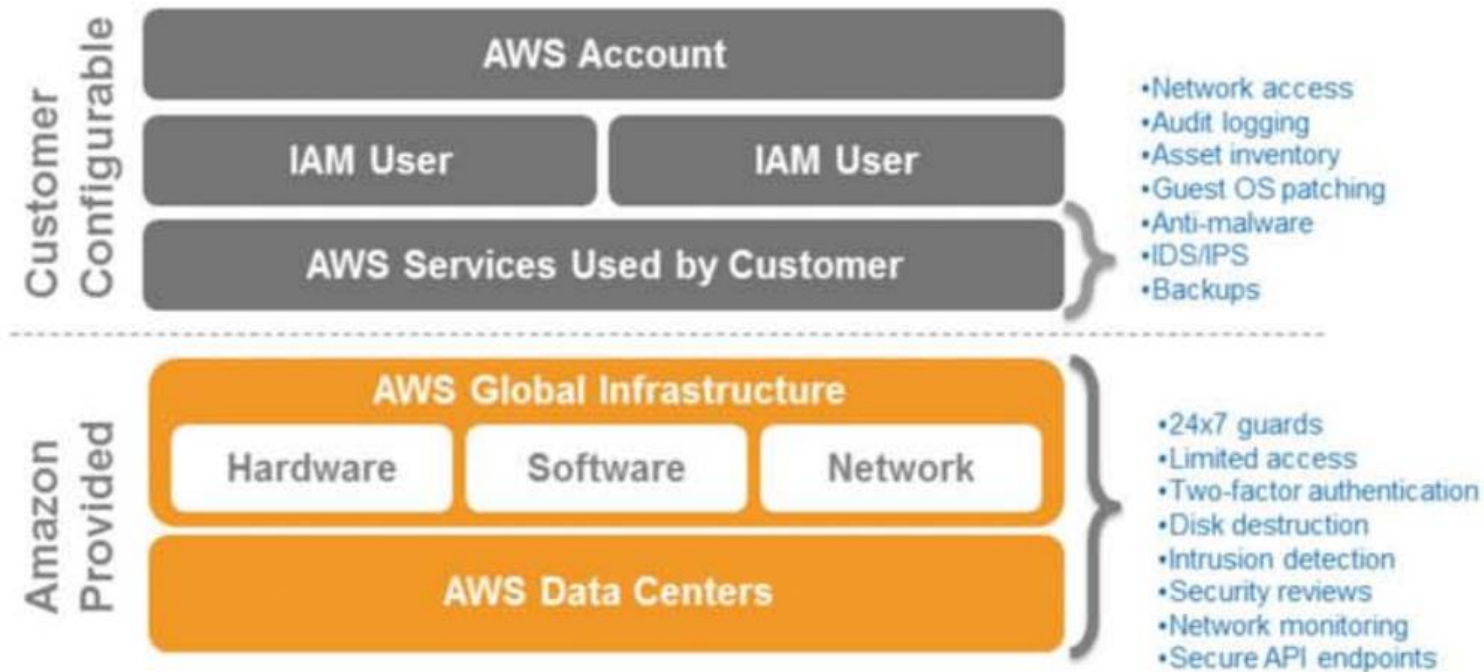 Customer
Configurable
AWS Account
IAM User
IAM User
AWS Services Used by Customer
•Network access
•Audit logging
•Asset inventory
•Guest OS patching
•Anti-malware
•IDS/IPS
•Backups
Amazon
Provided
AWS Global Infrastructure
Hardware
Software
Network
AWS Data Centers
•24x7 guards
•Limited access
•Two-factor authentication
•Disk destruction
•Intrusion detection
•Security reviews
•Network monitoring
•Secure API endpoints